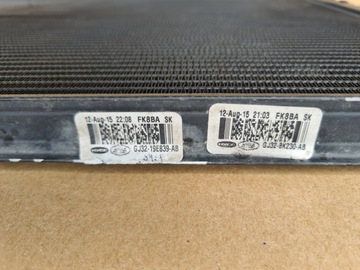 12-Aug-15 22:08 FK8BA SK
GJ32-19E839-AB
12-Aug-15 21:03 FK8BA SK
GJ32-8K230-AB